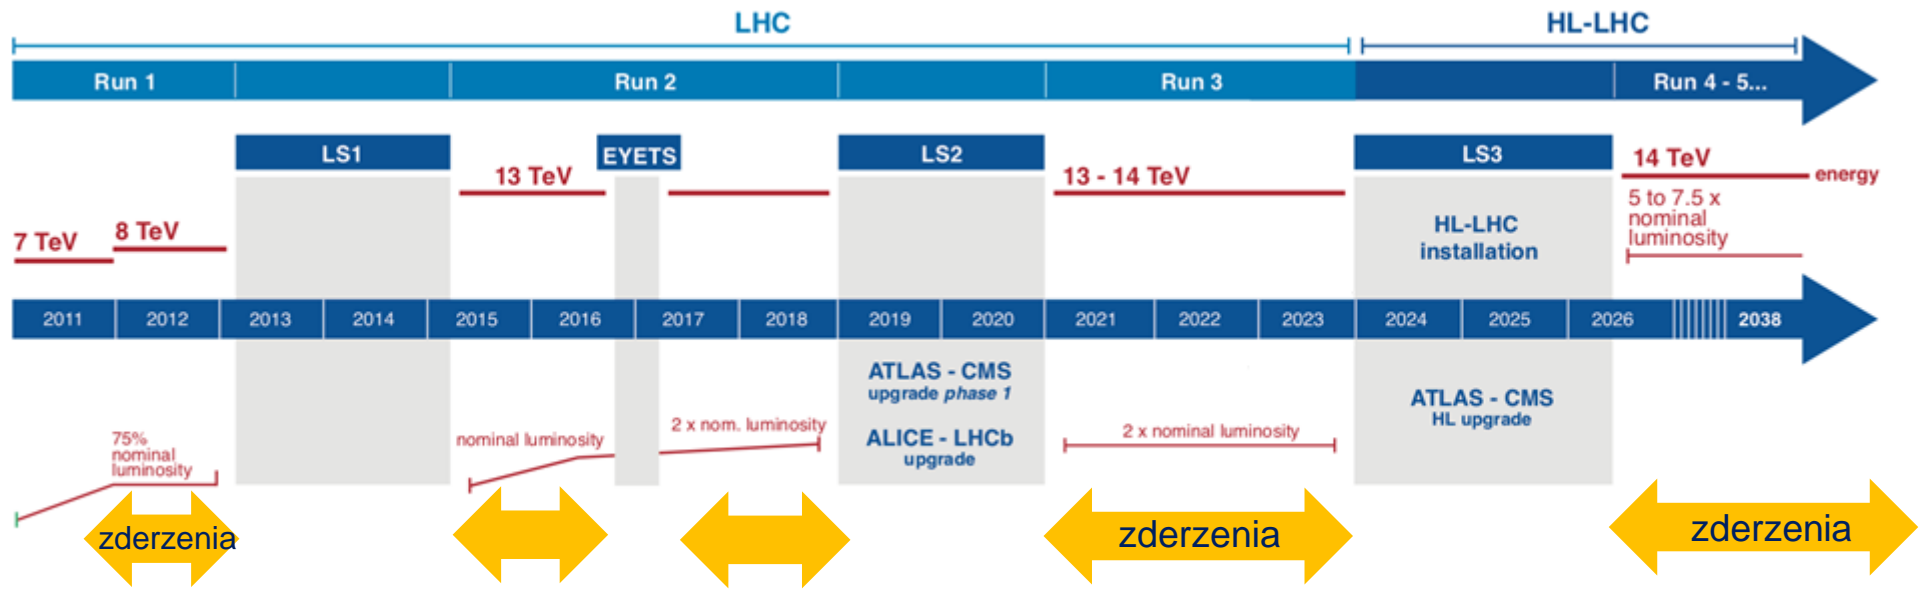 LHC
HL-LHC
Run 1
Run 2
Run 3
Run 4 - 5...
LS1
EYETS
LS2
LS3
14 TeV
energy
13 TeV
13 - 14 TeV
7 TeV
8 TeV
5 to 7.5 x
nominal
luminosity
HL-LHC
installation
2011
2012
2013
2014
2015
2016
2017
2018
2019
2020
2021
2022
2023
2024
2025
2026
2038
ATLAS - CMS
upgrade phase 1
ALICE - LHCb
upgrade
ATLAS - CMS
HL upgrade
75%
nominal
luminosity
nominal luminosity
2 x nom. luminosity
2 x nominal luminosity
zderzenia
zderzenia
zderzenia